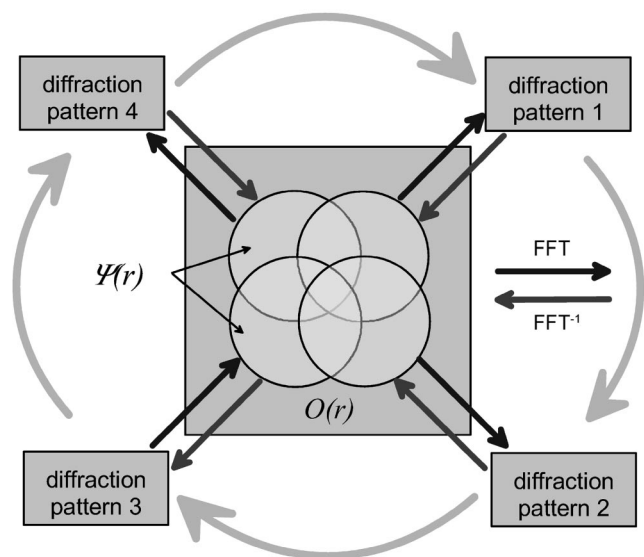 diffraction
pattern 4
diffraction
pattern 1
Ψ(r)
FFT
FFT⁻¹
O(r)
diffraction
pattern 3
diffraction
pattern 2